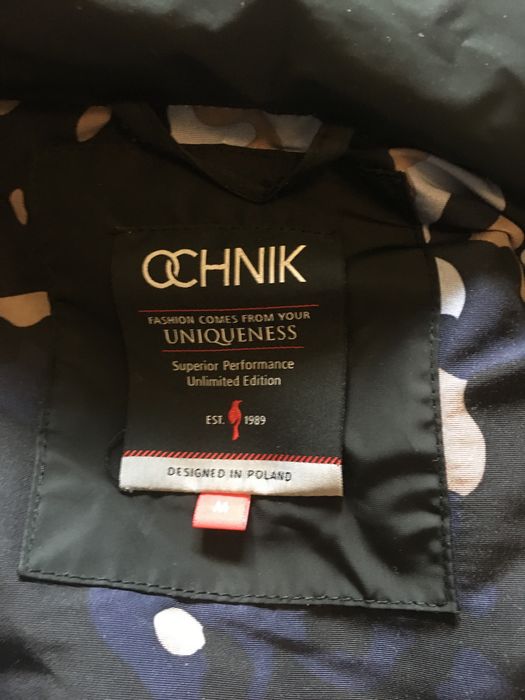 OCHNIK
FASHION COMES FROM YOUR
UNIQUENESS
Superior Performance
Unlimited Edition
EST. 1989
DESIGNED IN POLAND
M